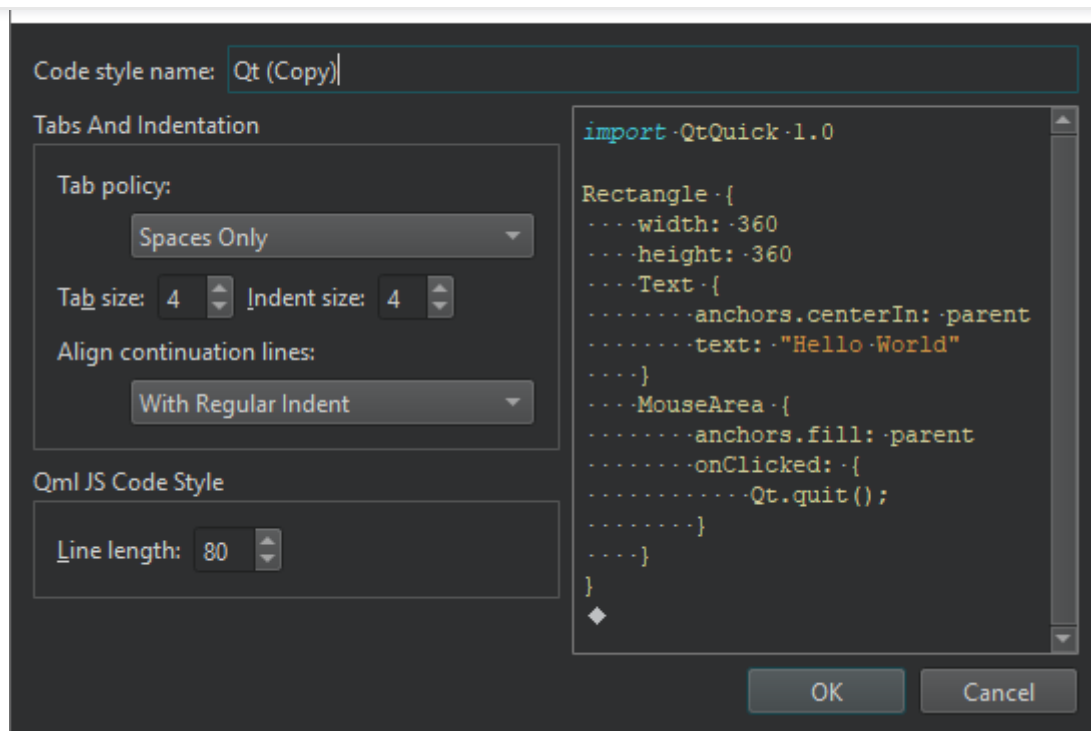 Code style name: Qt (Copy)
Tabs And Indentation
Tab policy:
Spaces Only
Tab size: 4 Indent size: 4
Align continuation lines:
With Regular Indent
Qml JS Code Style
Line length: 80
import·QtQuick·1.0
Rectangle·{
····width:·360
····height:·360
····Text·{
········anchors.centerIn:·parent
········text:·"Hello·World"
····}
····MouseArea·{
········anchors.fill:·parent
········onClicked:·{
············Qt.quit();
········}
····}
}
OK Cancel